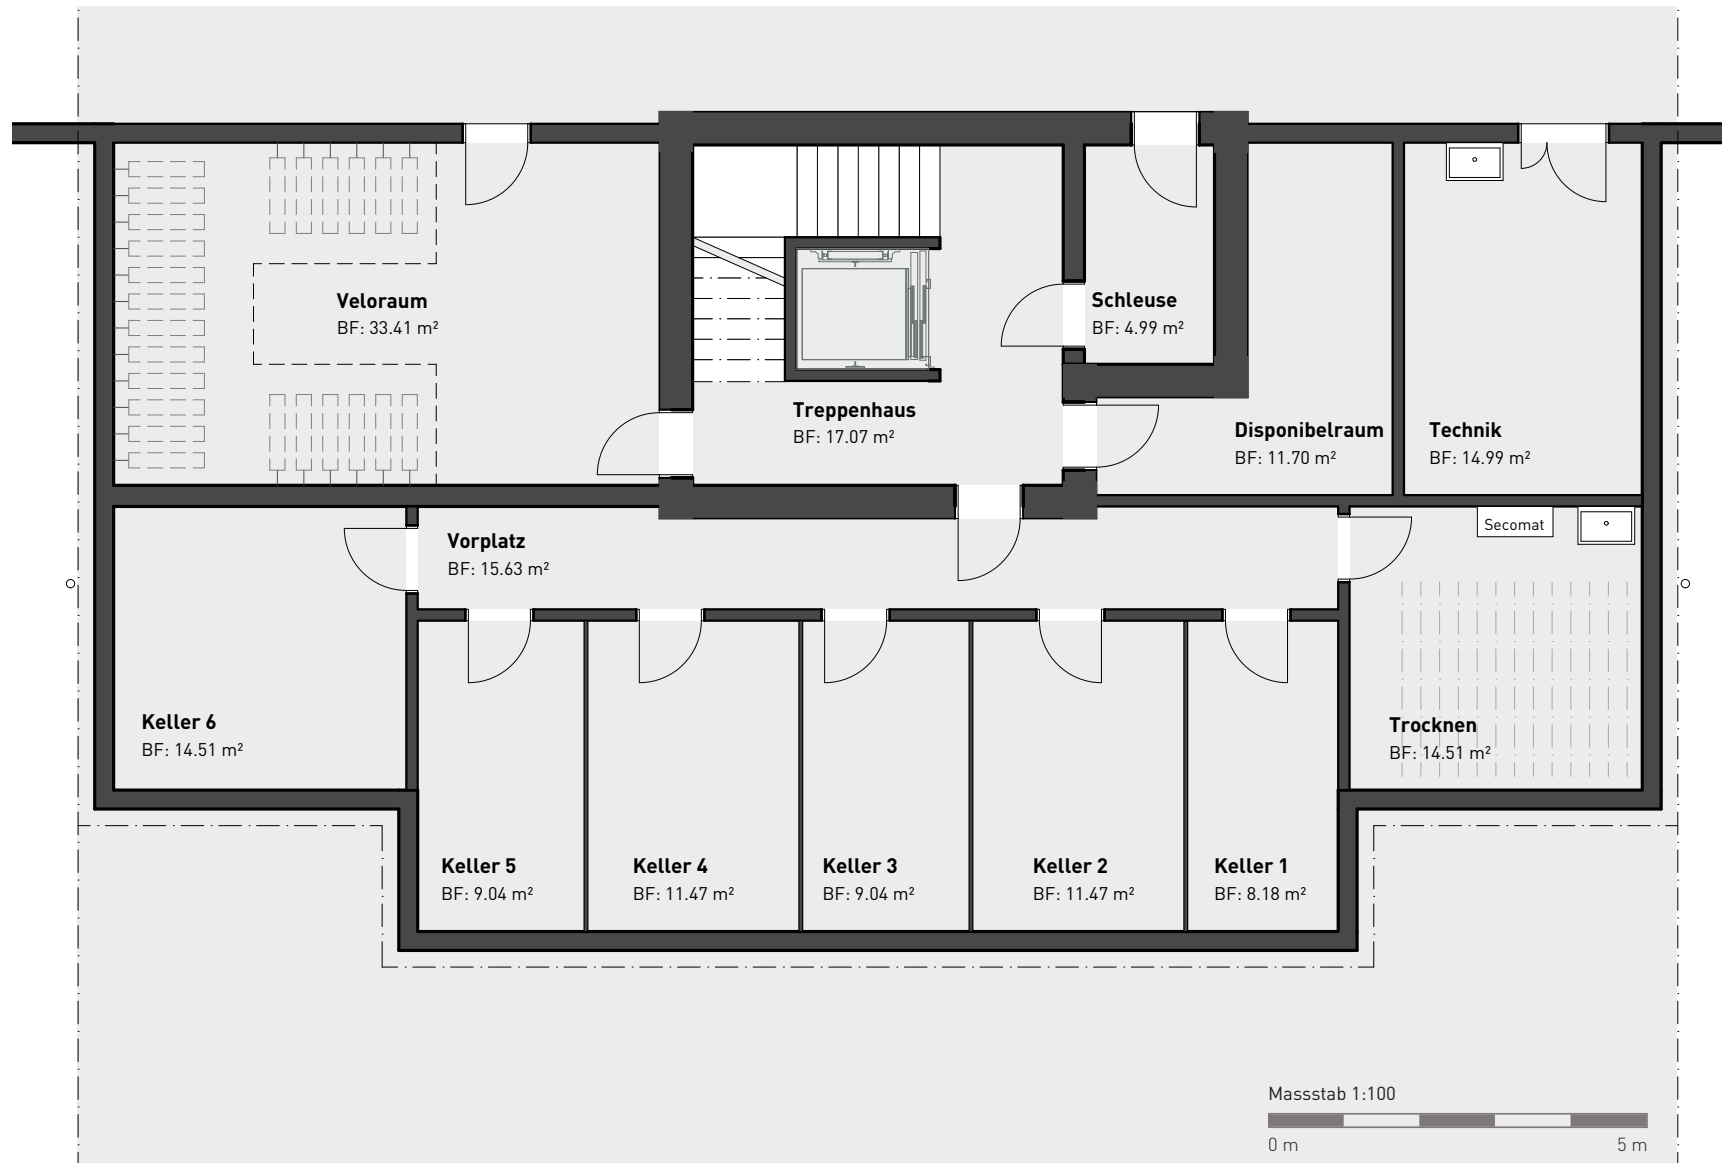 Veloraum
BF: 33.41 m²
Schleuse
BF: 4.99 m²
Treppenhaus
BF: 17.07 m²
Disponibelraum
BF: 11.70 m²
Technik
BF: 14.99 m²
Vorplatz
BF: 15.63 m²
Secomat
Keller 6
BF: 14.51 m²
Trocknen
BF: 14.51 m²
Keller 5
BF: 9.04 m²
Keller 4
BF: 11.47 m²
Keller 3
BF: 9.04 m²
Keller 2
BF: 11.47 m²
Keller 1
BF: 8.18 m²
Massstab 1:100
0 m 5 m